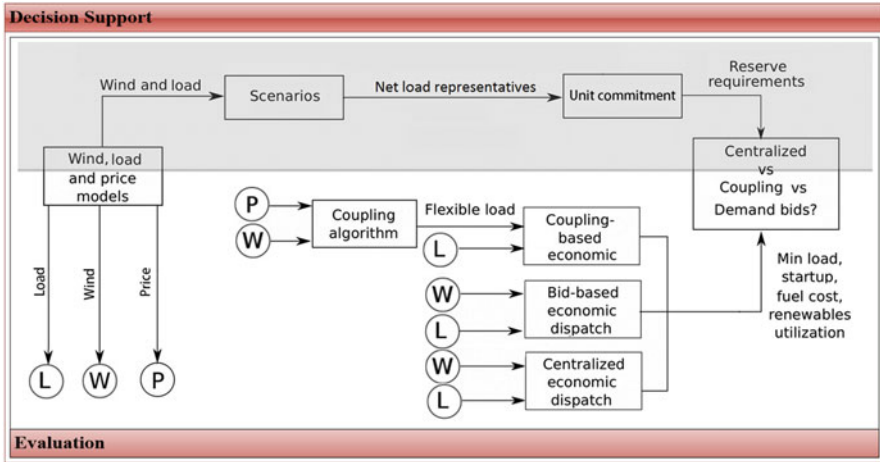 Decision Support
Wind and load
Scenarios
Net load representatives
Unit commitment
Reserve
requirements
Wind, load
and price
models
Centralized
vs
Coupling vs
Demand bids?
P
W
Coupling
algorithm
Flexible load
L
Coupling-
based
economic
W
L
Bid-based
economic
dispatch
W
L
Centralized
economic
dispatch
Min load,
startup,
fuel cost,
renewables
utilization
Load
Wind
Price
L
W
P
Evaluation